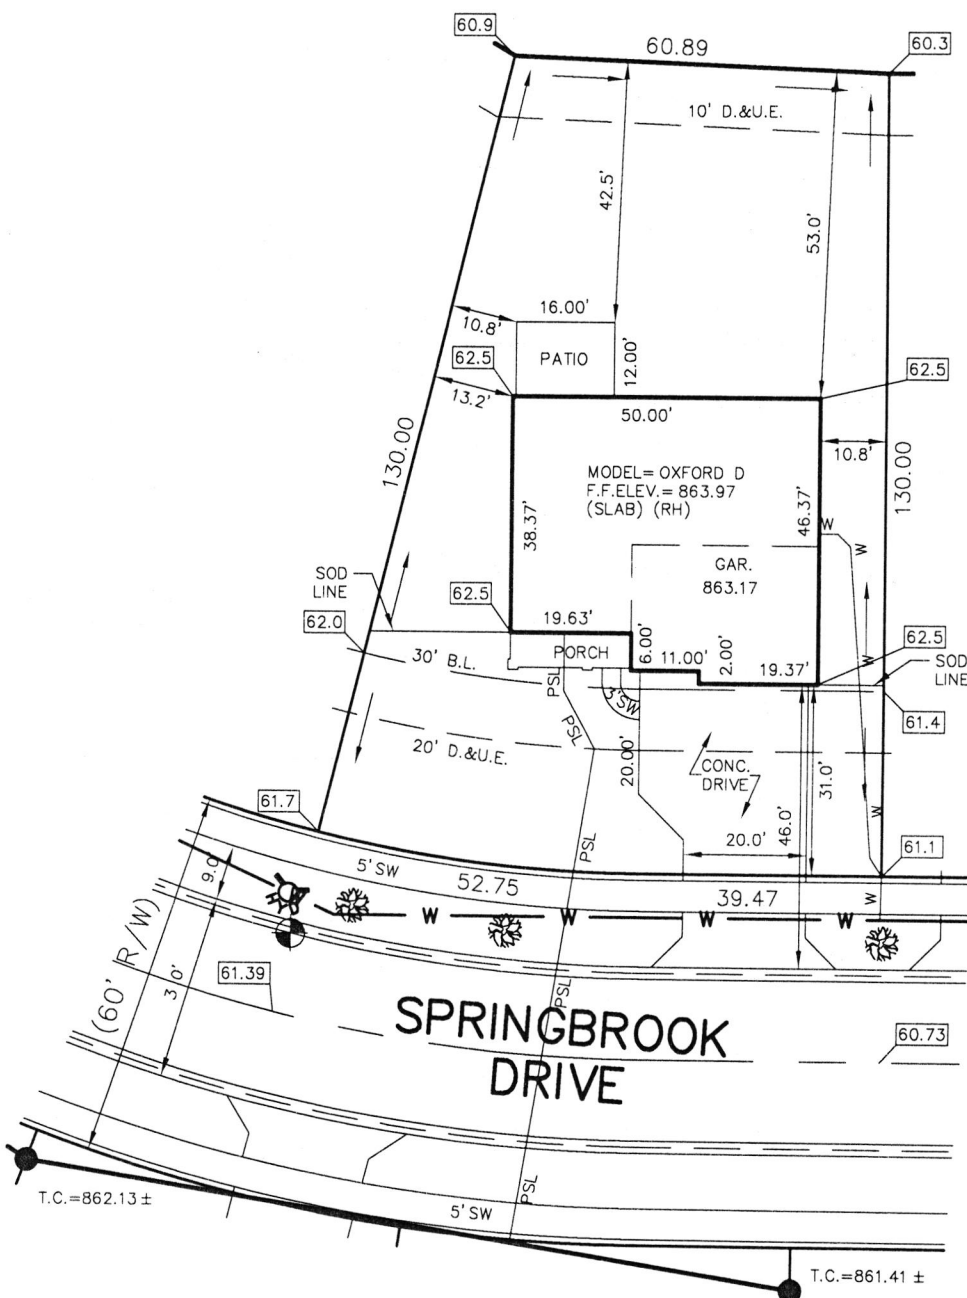 60.9
60.89
60.3
10' D.&U.E.
42.5'
53.0'
16.00'
10.8'
PATIO
12.00'
62.5
62.5
13.2'
50.00'
10.8'
130.00
130.00
MODEL= OXFORD D
F.F.ELEV.= 863.97
(SLAB) (RH)
38.37'
46.37'
W
W
GAR.
863.17
SOD
LINE
62.5
19.63'
62.0
6.00'
11.00'
2.00'
19.37'
62.5
W
SOD
LINE
PORCH
30' B.L.
PSL
3'SW
61.4
PSL
20' D.&U.E.
20.00'
CONC.
DRIVE
31.0'
46.0'
61.7
W
20.0'
PSL
61.1
5' SW
9.0
52.75
39.47
W
W W W W
(60' R/W)
61.39
PSL
SPRINGBROOK
DRIVE
60.73
PSL
5' SW
T.C.=862.13 ±
T.C.=861.41 ±